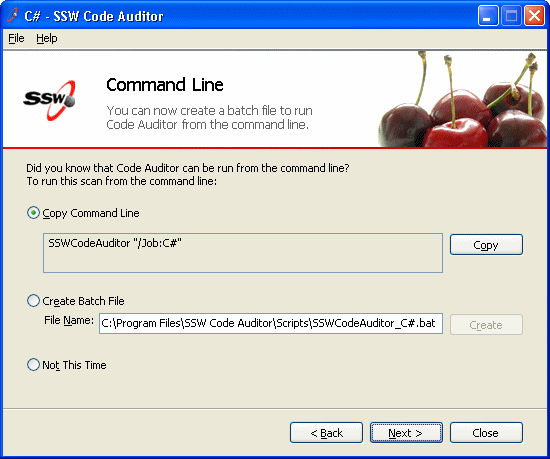 C# - SSW Code Auditor
File Help
SSW
Command Line
You can now create a batch file to run
Code Auditor from the command line.
Did you know that Code Auditor can be run from the command line?
To run this scan from the command line:
Copy Command Line
SSWCodeAuditor "/Job:C#"
Copy
Create Batch File
File Name: C:\Program Files\SSW Code Auditor\Scripts\SSWCodeAuditor_C#.bat
Create
Not This Time
< Back Next > Close